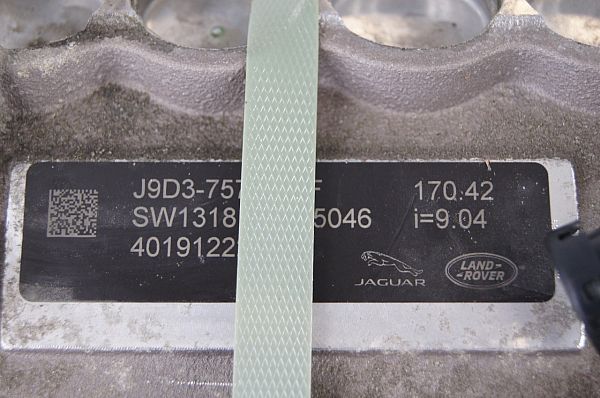 J9D3-757 F 170.42
SW1318 5046 i=9.04
4019122
JAGUAR
LAND-
ROVER